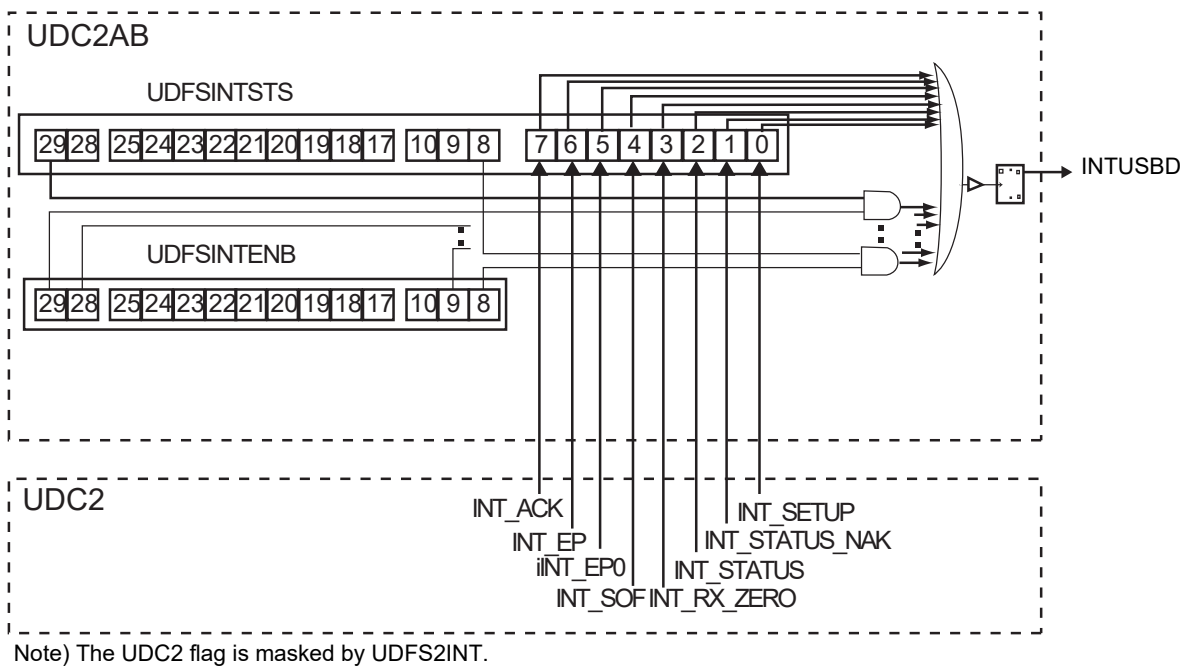 UDC2AB
UDFSINTSTS
29 28 25 24 23 22 21 20 19 18 17 10 9 8 7 6 5 4 3 2 1 0
INTUSBD
UDFSINTENB
29 28 25 24 23 22 21 20 19 18 17 10 9 8
UDC2
INT_ACK INT_SETUP
INT_EP INT_STATUS_NAK
iINT_EP0 INT_STATUS
INT_SOF INT_RX_ZERO
Note) The UDC2 flag is masked by UDFS2INT.